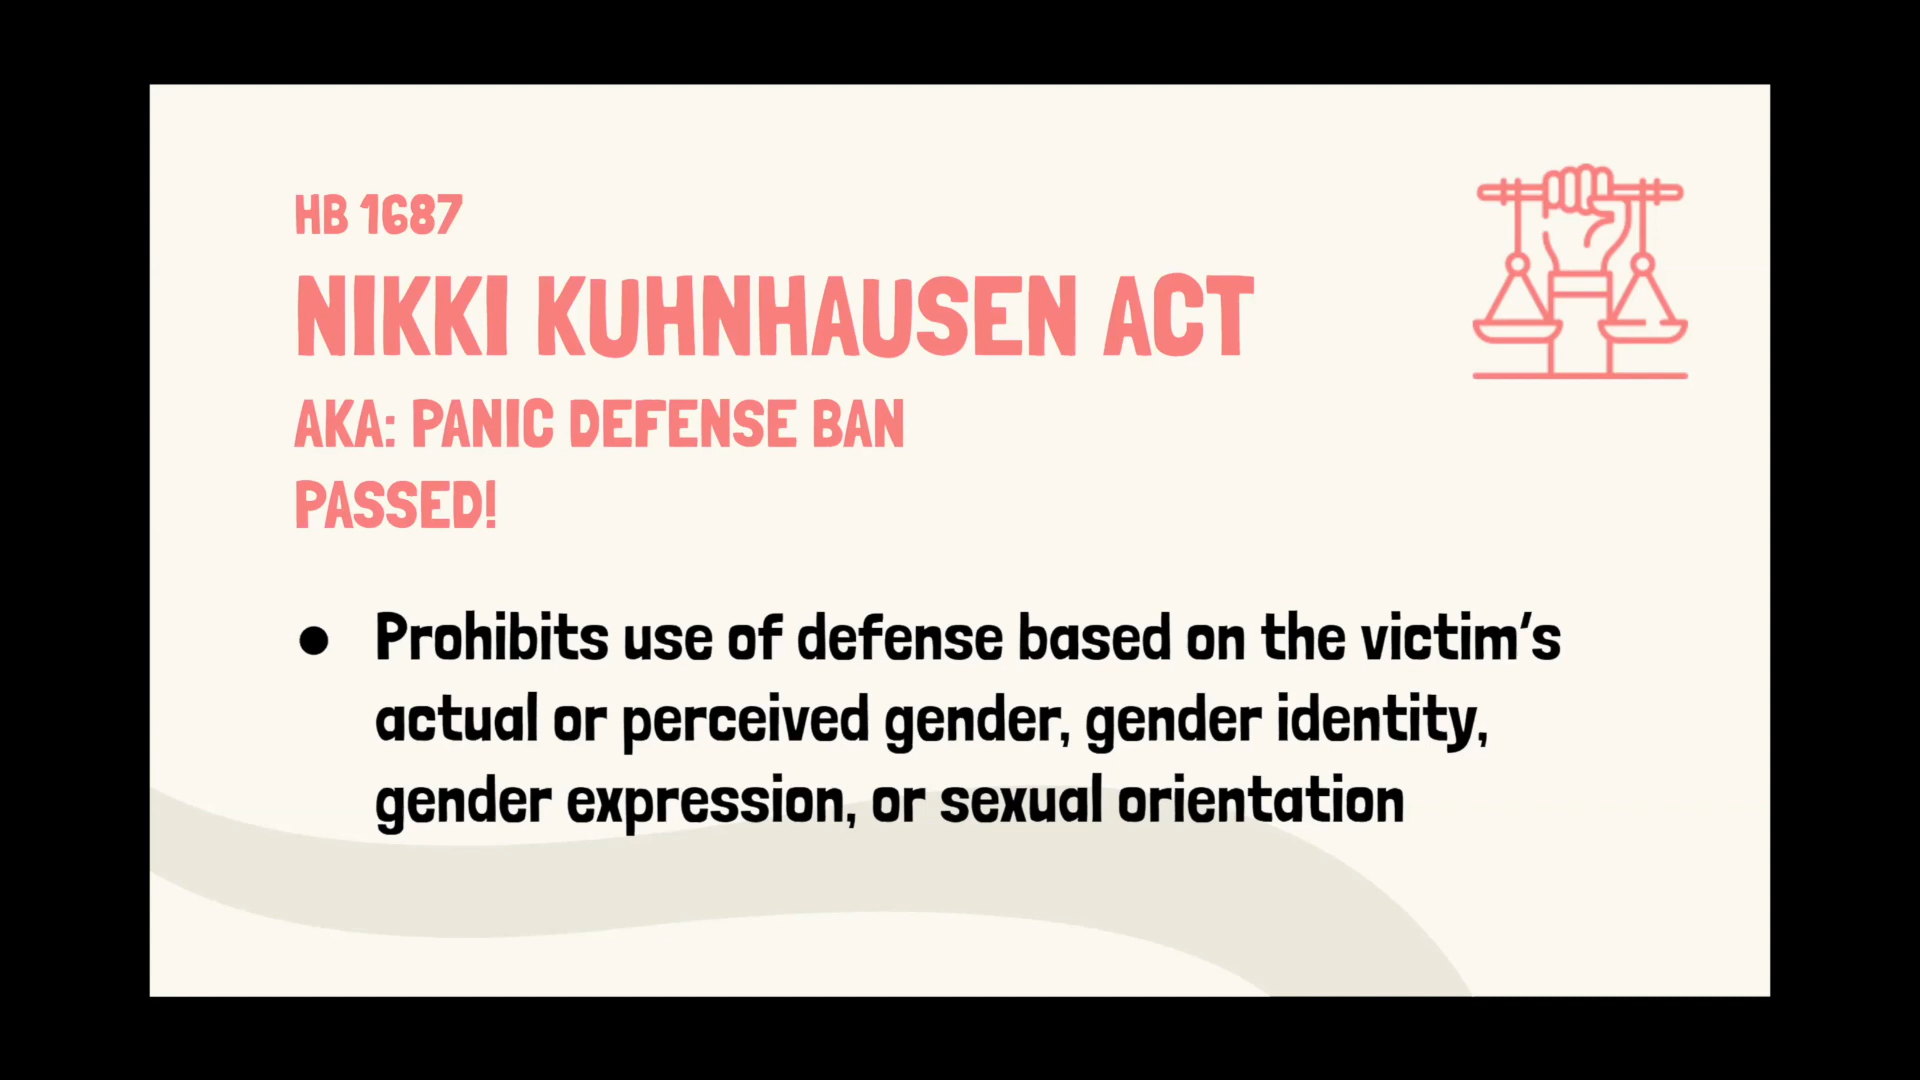 HB 1687
NIKKI KUHNHAUSEN ACT
AKA: PANIC DEFENSE BAN
PASSED!
● Prohibits use of defense based on the victim's
actual or perceived gender, gender identity,
gender expression, or sexual orientation